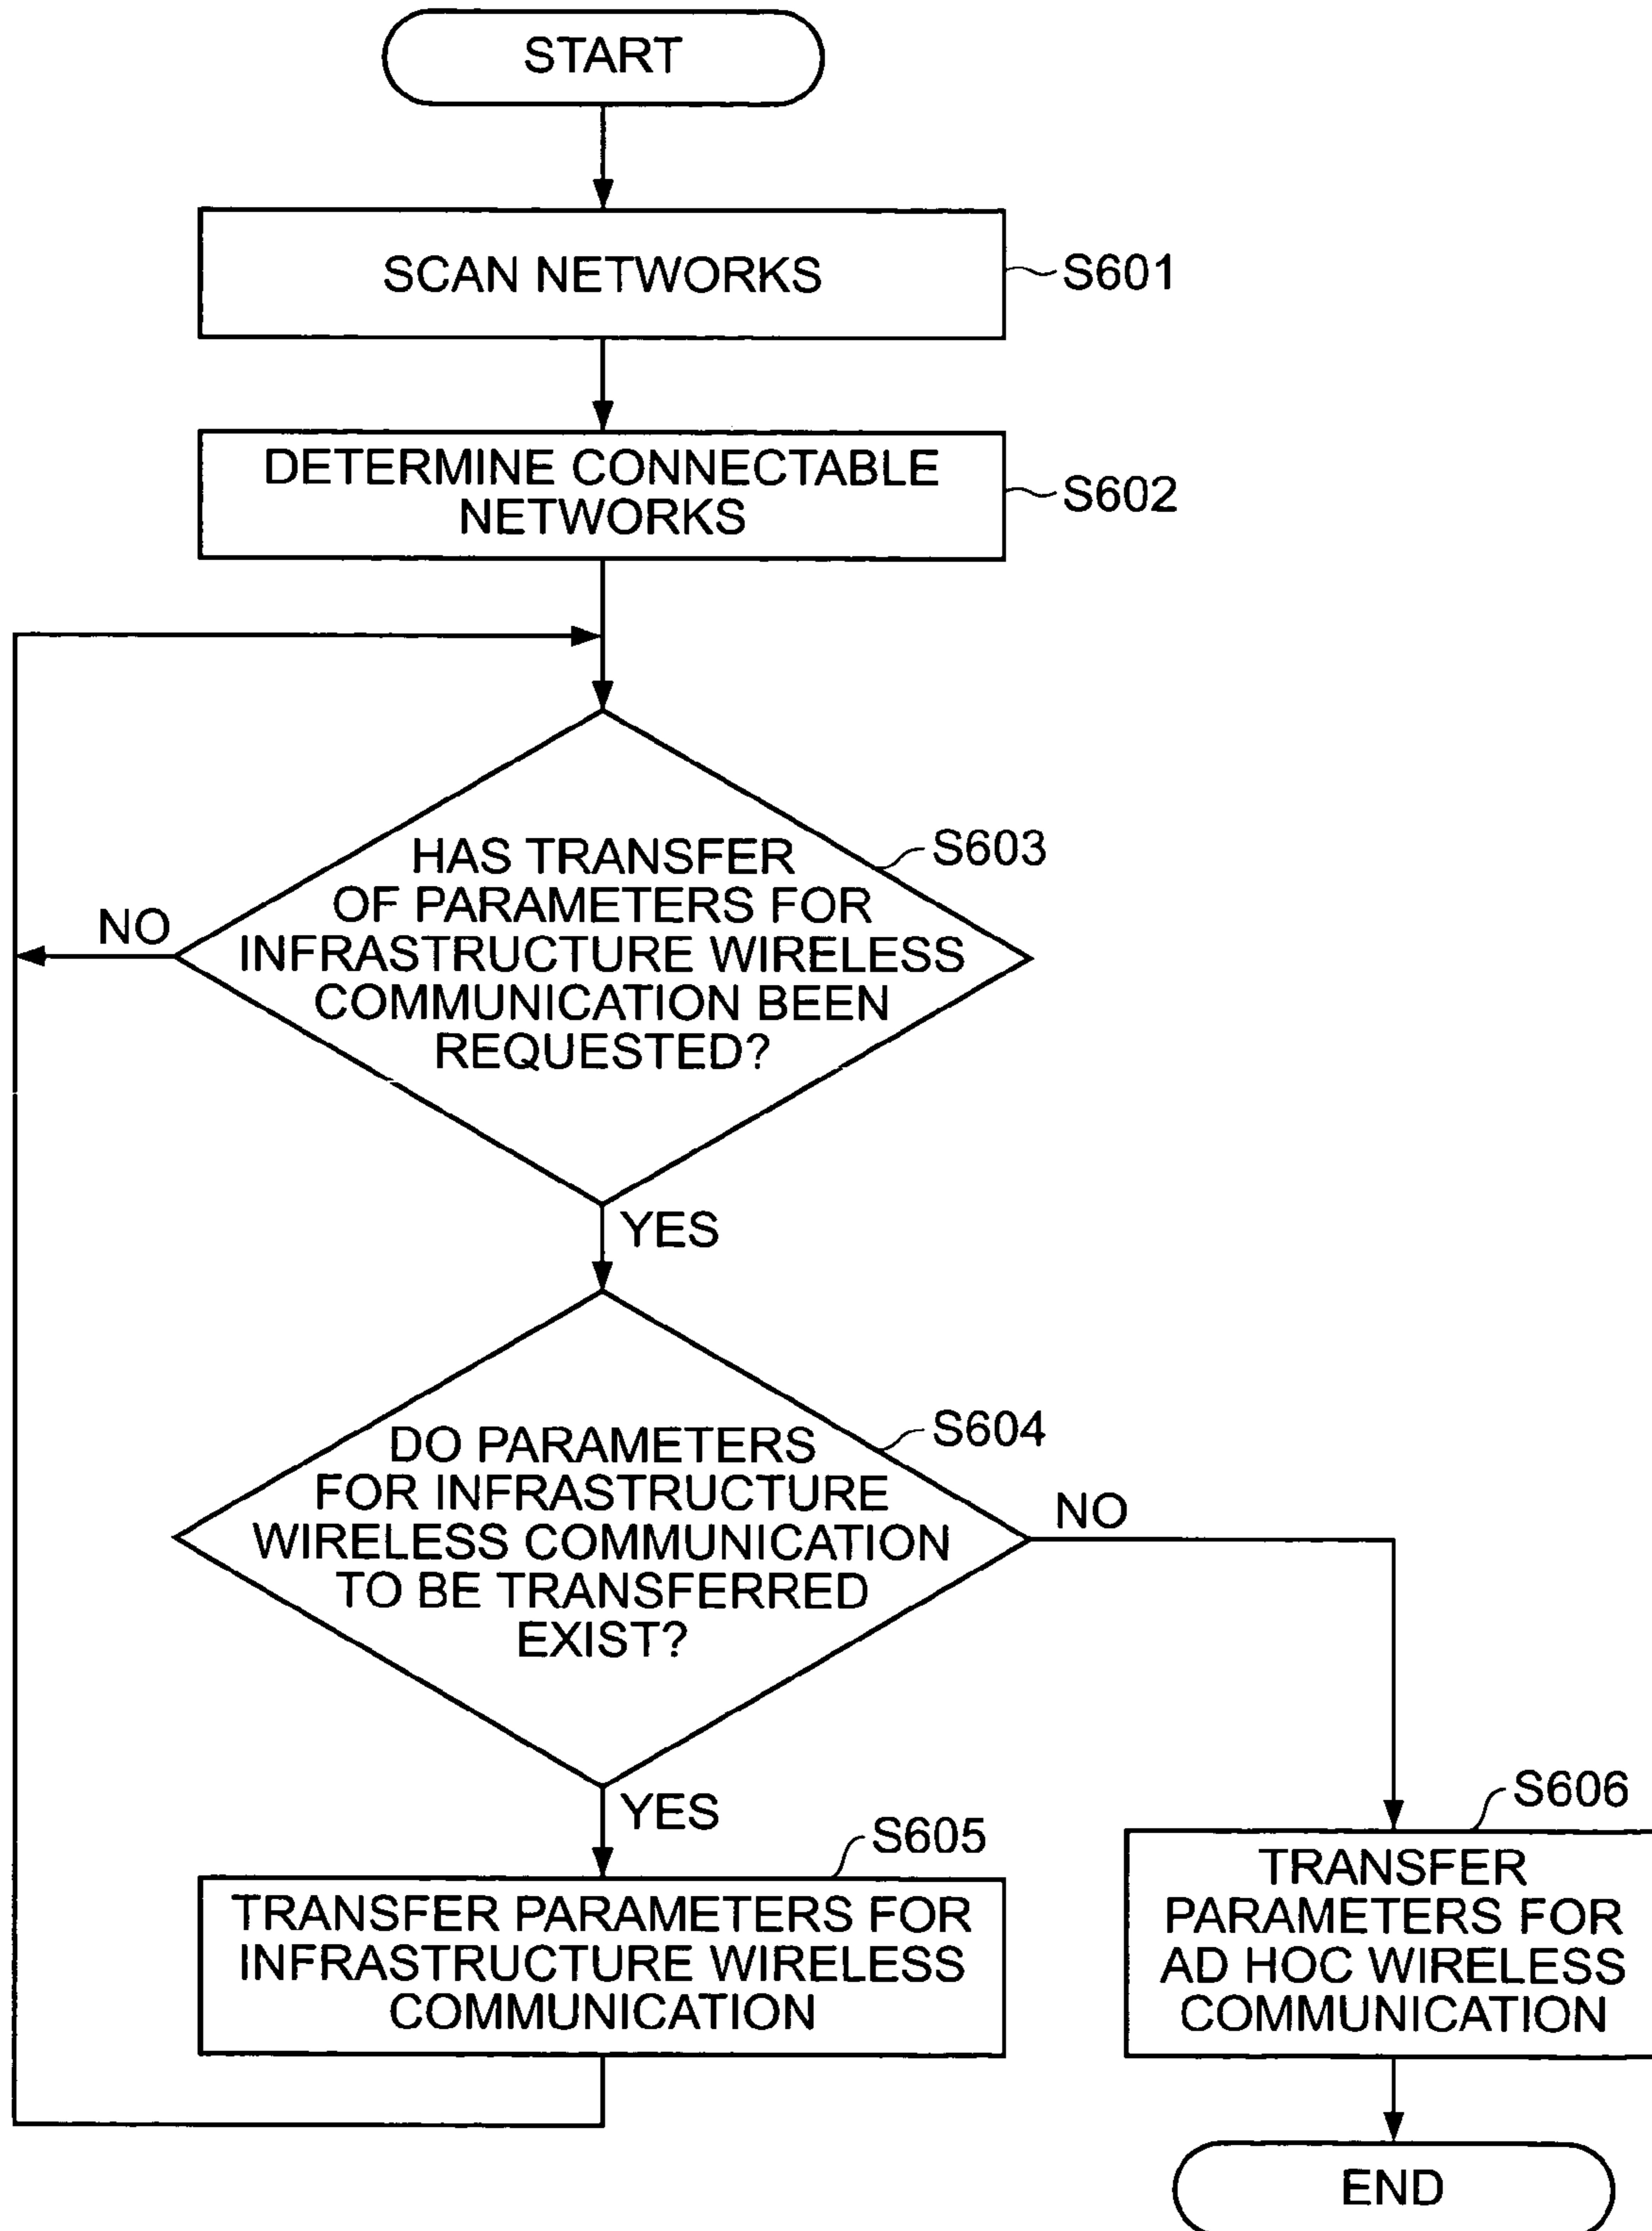 START
SCAN NETWORKS
S601
DETERMINE CONNECTABLE
NETWORKS
S602
HAS TRANSFER
OF PARAMETERS FOR
INFRASTRUCTURE WIRELESS
COMMUNICATION BEEN
REQUESTED?
S603
NO
YES
DO PARAMETERS
FOR INFRASTRUCTURE
WIRELESS COMMUNICATION
TO BE TRANSFERRED
EXIST?
S604
NO
YES
S605
TRANSFER PARAMETERS FOR
INFRASTRUCTURE WIRELESS
COMMUNICATION
S606
TRANSFER
PARAMETERS FOR
AD HOC WIRELESS
COMMUNICATION
END